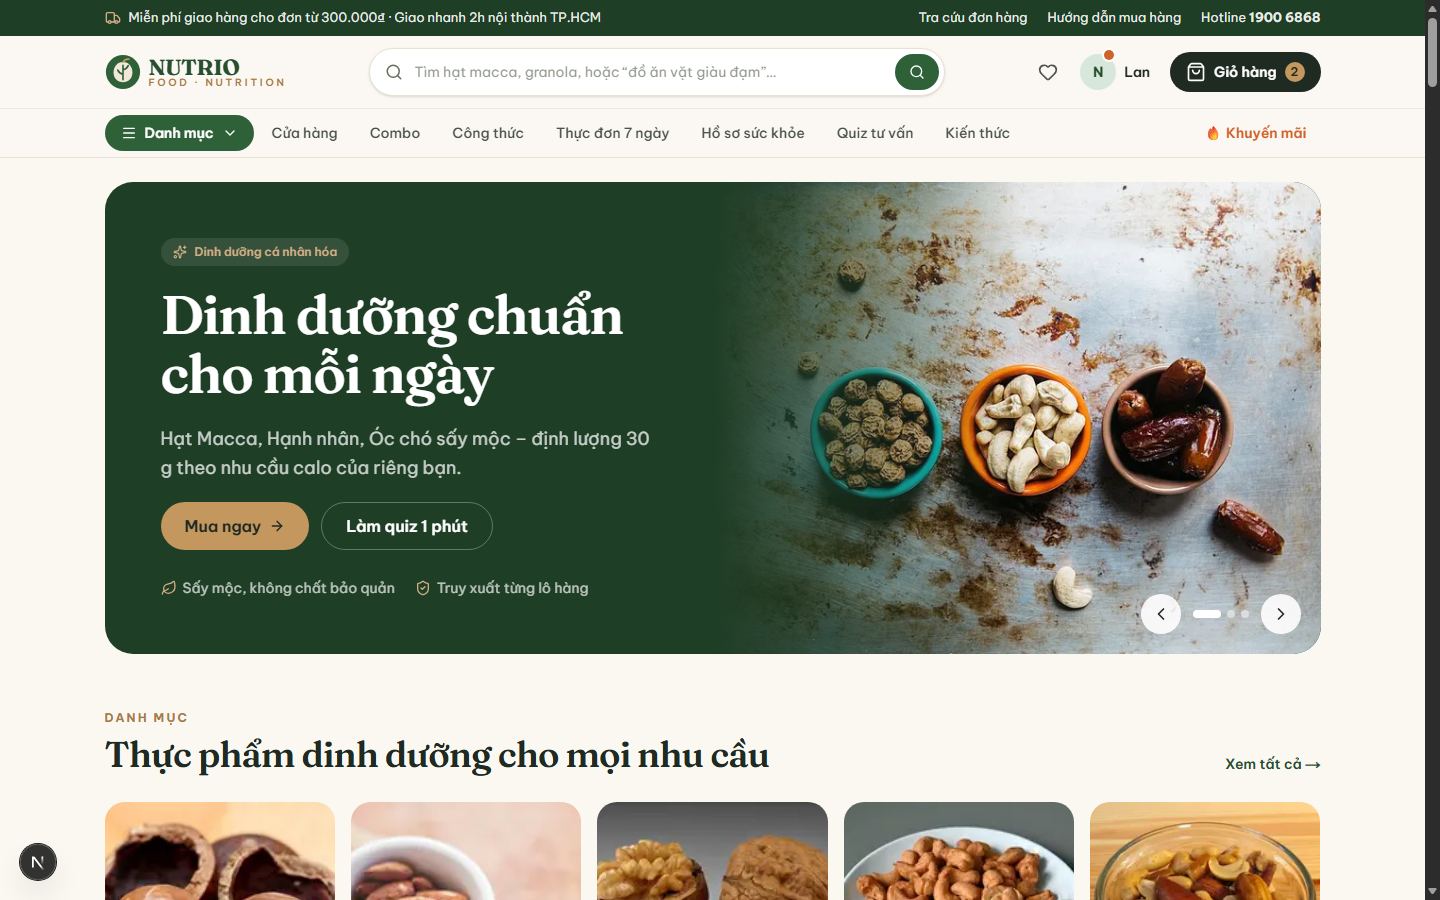 Miễn phí giao hàng cho đơn từ 300.000₫ · Giao nhanh 2h nội thành TP.HCM
Tra cứu đơn hàng
Hướng dẫn mua hàng
Hotline 1900 6868
NUTRIO
FOOD · NUTRITION
Tìm hạt macca, granola, hoặc “đồ ăn vặt giàu đạm”...
N
Lan
Giỏ hàng
2
Danh mục
Cửa hàng
Combo
Công thức
Thực đơn 7 ngày
Hồ sơ sức khỏe
Quiz tư vấn
Kiến thức
Khuyến mãi
Dinh dưỡng cá nhân hóa
Dinh dưỡng chuẩn
cho mỗi ngày
Hạt Macca, Hạnh nhân, Óc chó sấy mộc – định lượng 30
g theo nhu cầu calo của riêng bạn.
Mua ngay →
Làm quiz 1 phút
Sấy mộc, không chất bảo quản
Truy xuất từng lô hàng
DANH MỤC
Thực phẩm dinh dưỡng cho mọi nhu cầu
Xem tất cả →
N